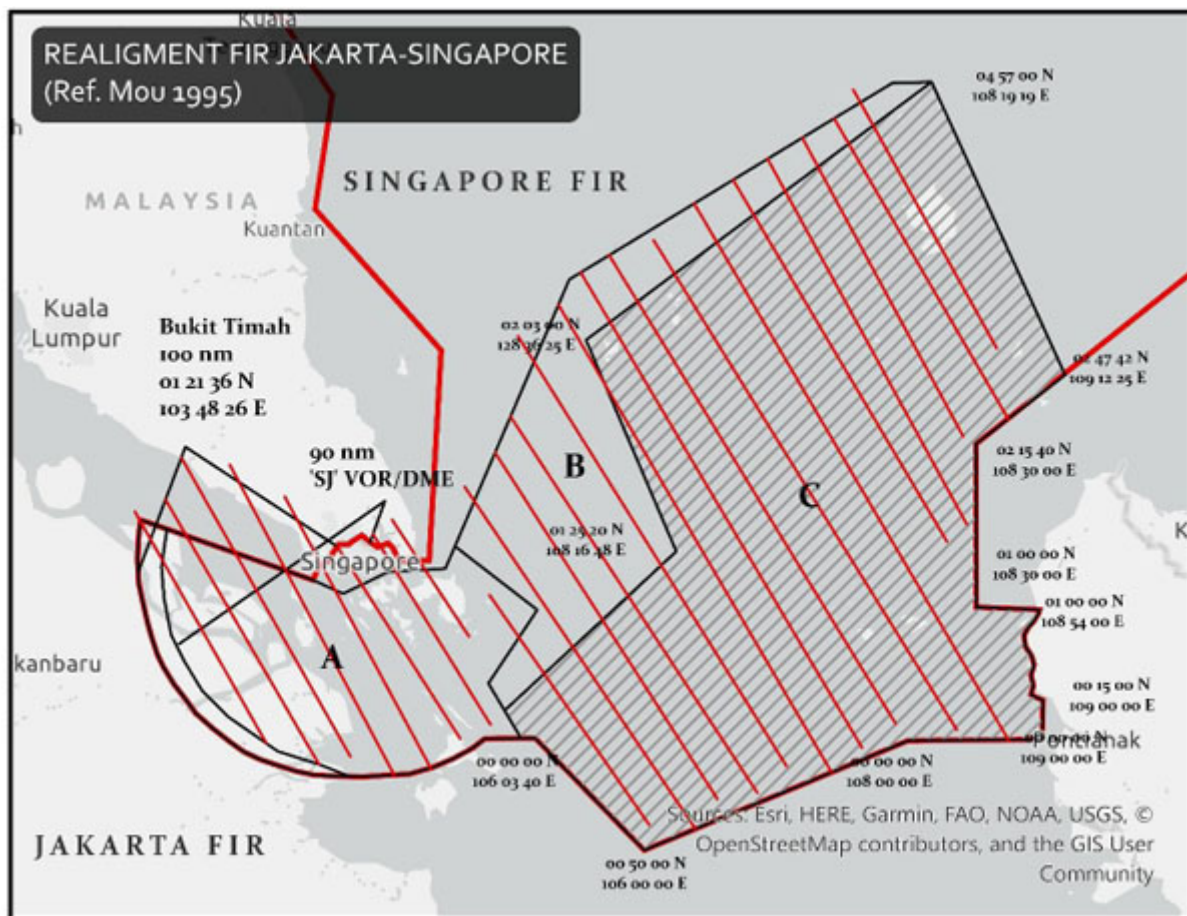 Kuala
REALIGMENT FIR JAKARTA-SINGAPORE
(Ref. Mou 1995)
04 57 00 N
108 19 19 E
SINGAPORE FIR
MALAYSIA
Kuantan
Kuala
Lumpur
Bukit Timah
100 nm
01 21 36 N
103 48 26 E
02 03 00 N
128 36 25 E
02 47 42 N
109 12 25 E
90 nm
'SJ' VOR/DME
B
C
02 15 40 N
108 30 00 E
01 25 20 N
108 16 48 E
K
Singapore
01 00 00 N
108 30 00 E
01 00 00 N
108 54 00 E
A
kanbaru
00 15 00 N
109 00 00 E
Pontianak
109 00 00 E
00 00 00 N
106 03 40 E
00 00 00 N
108 00 00 E
JAKARTA FIR
00 50 00 N
106 00 00 E
Sources: Esri, HERE, Garmin, FAO, NOAA, USGS, ©
OpenStreetMap contributors, and the GIS User
Community